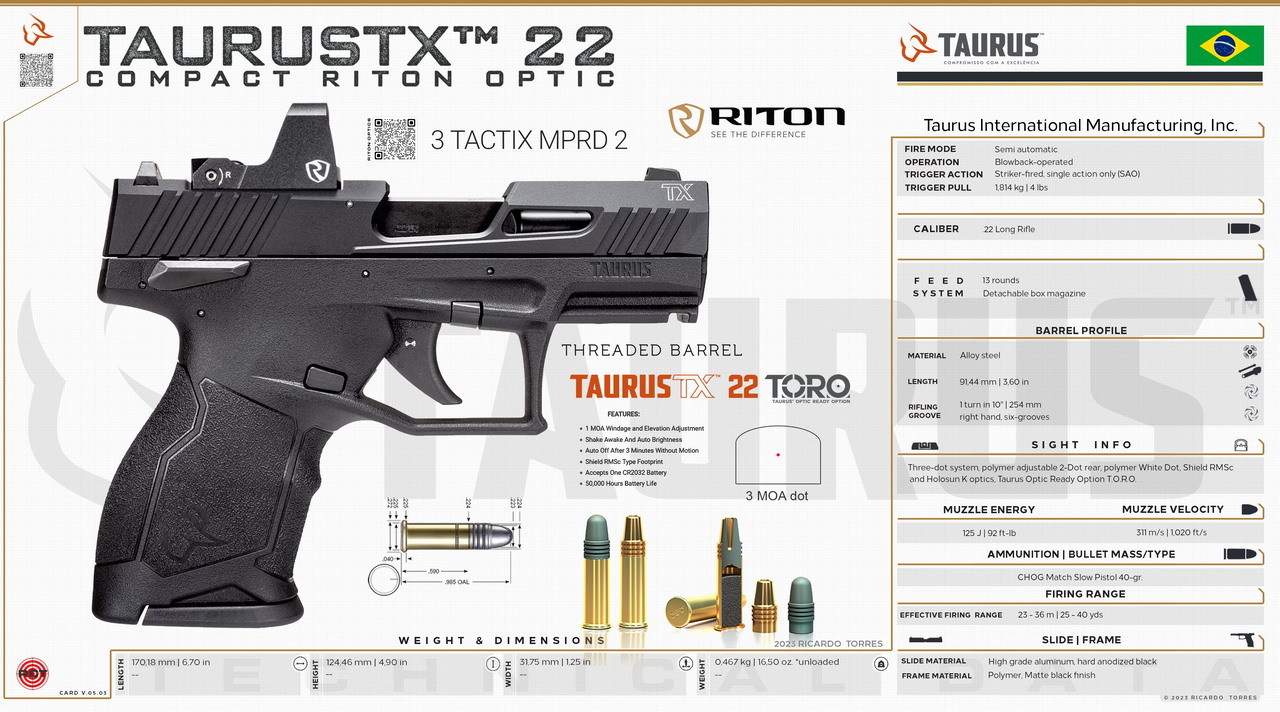 TAURUSTX™ 22
COMPACT RITON OPTIC
RITON OPTICS
3 TACTIX MPRD 2
RITON
SEE THE DIFFERENCE
R
TX
TAURUS
THREADED BARREL
TAURUSTX™ 22 TORO
TAURUS' OPTIC READY OPTION
FEATURES:
• 1 MOA Windage and Elevation Adjustment
• Shake Awake And Auto Brightness
• Auto Off After 3 Minutes Without Motion
• Shield RMSc Type Footprint
• Accepts One CR2032 Battery
• 50,000 Hours Battery Life
3 MOA dot
.225
.224
.223
.224
.040
.590
.985 OAL
2023 RICARDO TORRES
TAURUS™
COMPROMISSO COM A EXCELÊNCIA
Taurus International Manufacturing, Inc.
FIRE MODE Semi automatic
OPERATION Blowback-operated
TRIGGER ACTION Striker-fired, single action only (SAO)
TRIGGER PULL 1.814 kg | 4 lbs
CALIBER .22 Long Rifle
FEED SYSTEM 13 rounds
Detachable box magazine
BARREL PROFILE
MATERIAL Alloy steel
LENGTH 91,44 mm | 3.60 in
RIFLING GROOVE 1 turn in 10" | 254 mm
right hand, six-grooves
SIGHT INFO
Three-dot system, polymer adjustable 2-Dot rear, polymer White Dot, Shield RMSc
and Holosun K optics, Taurus Optic Ready Option T.O.R.O.
MUZZLE ENERGY MUZZLE VELOCITY
125 J | 92 ft-lb 311 m/s | 1,020 ft/s
AMMUNITION | BULLET MASS/TYPE
CHOG Match Slow Pistol 40-gr.
FIRING RANGE
EFFECTIVE FIRING RANGE 23 - 36 m | 25 - 40 yds
SLIDE | FRAME
SLIDE MATERIAL High grade aluminum, hard anodized black
FRAME MATERIAL Polymer, Matte black finish
WEIGHT & DIMENSIONS
LENGTH 170,18 mm | 6.70 in
--
HEIGHT 124.46 mm | 4.90 in
--
WIDTH 31.75 mm | 1.25 in
--
WEIGHT 0.467 kg | 16,50 oz. *unloaded
--
RDT
CARD V.05.03
TAURUS™
TECHNICAL DATA
© 2023 RICARDO TORRES